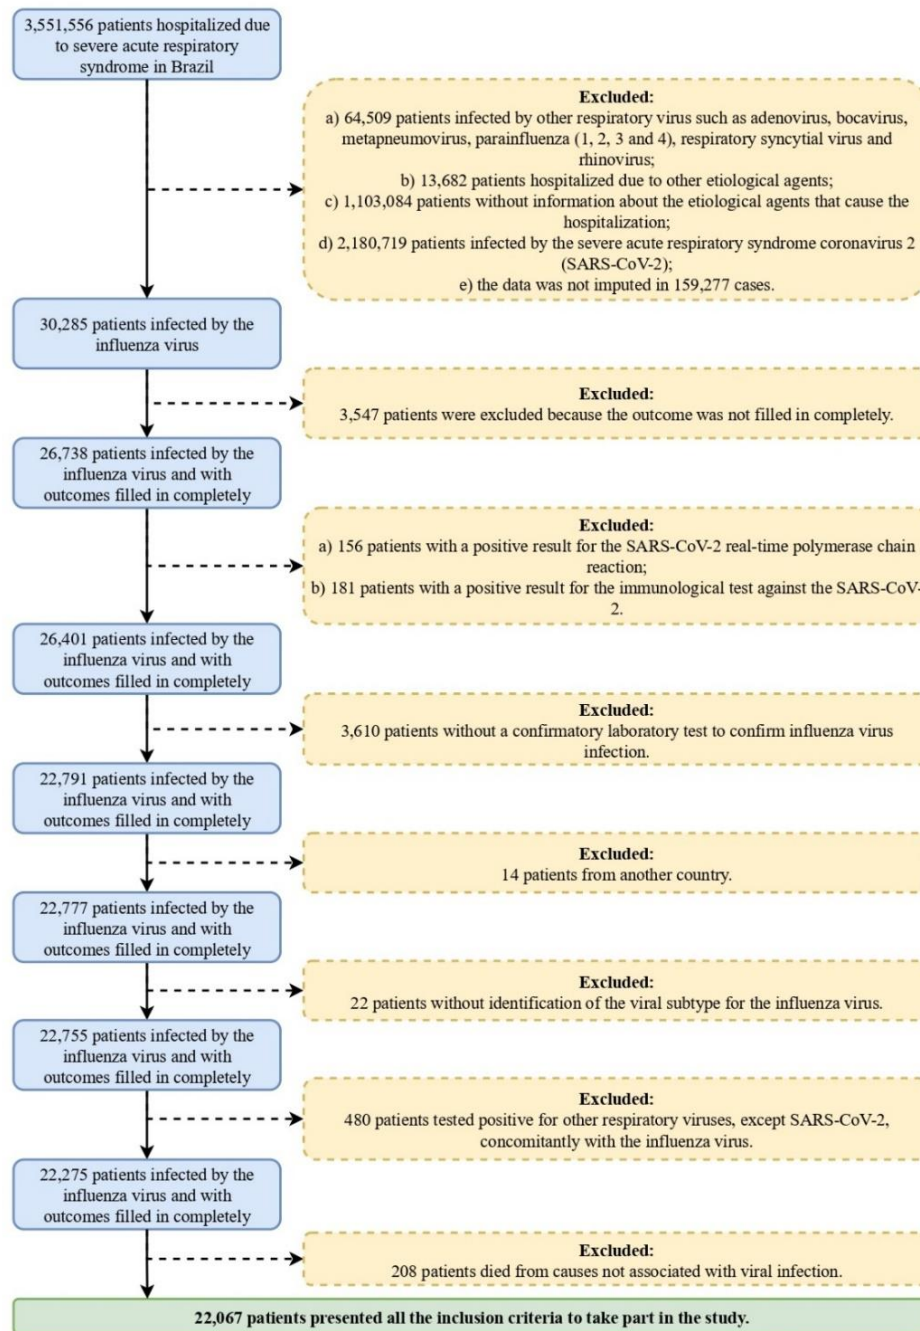 3,551,556 patients hospitalized due
to severe acute respiratory
syndrome in Brazil
Excluded:
a) 64,509 patients infected by other respiratory virus such as adenovirus, bocavirus,
metapneumovirus, parainfluenza (1, 2, 3 and 4), respiratory syncytial virus and
rhinovirus;
b) 13,682 patients hospitalized due to other etiological agents;
c) 1,103,084 patients without information about the etiological agents that cause the
hospitalization;
d) 2,180,719 patients infected by the severe acute respiratory syndrome coronavirus 2
(SARS-CoV-2);
e) the data was not imputed in 159,277 cases.
30,285 patients infected by the
influenza virus
Excluded:
3,547 patients were excluded because the outcome was not filled in completely.
26,738 patients infected by the
influenza virus and with
outcomes filled in completely
Excluded:
a) 156 patients with a positive result for the SARS-CoV-2 real-time polymerase chain
reaction;
b) 181 patients with a positive result for the immunological test against the SARS-CoV-
2.
26,401 patients infected by the
influenza virus and with
outcomes filled in completely
Excluded:
3,610 patients without a confirmatory laboratory test to confirm influenza virus
infection.
22,791 patients infected by the
influenza virus and with
outcomes filled in completely
Excluded:
14 patients from another country.
22,777 patients infected by the
influenza virus and with
outcomes filled in completely
Excluded:
22 patients without identification of the viral subtype for the influenza virus.
22,755 patients infected by the
influenza virus and with
outcomes filled in completely
Excluded:
480 patients tested positive for other respiratory viruses, except SARS-CoV-2,
concomitantly with the influenza virus.
22,275 patients infected by the
influenza virus and with
outcomes filled in completely
Excluded:
208 patients died from causes not associated with viral infection.
22,067 patients presented all the inclusion criteria to take part in the study.